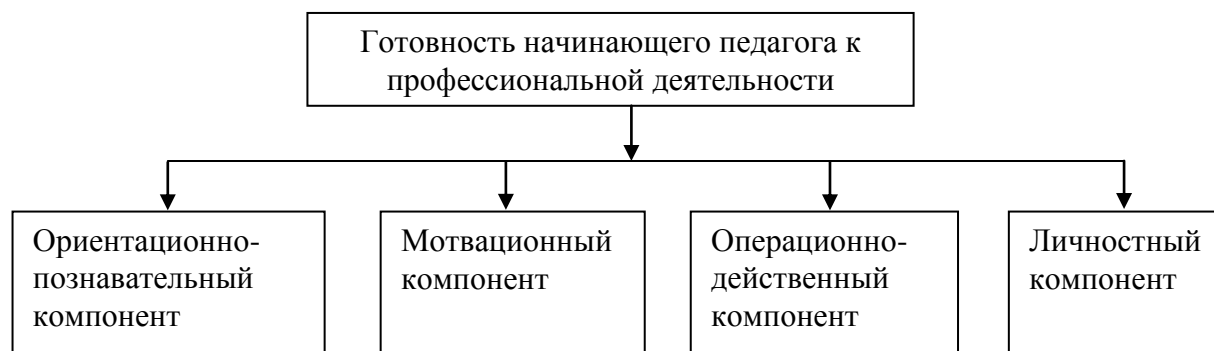 Готовность начинающего педагога к
профессиональной деятельности
Ориентационно-
познавательный
компонент
Мотвационный
компонент
Операционно-
действенный
компонент
Личностный
компонент